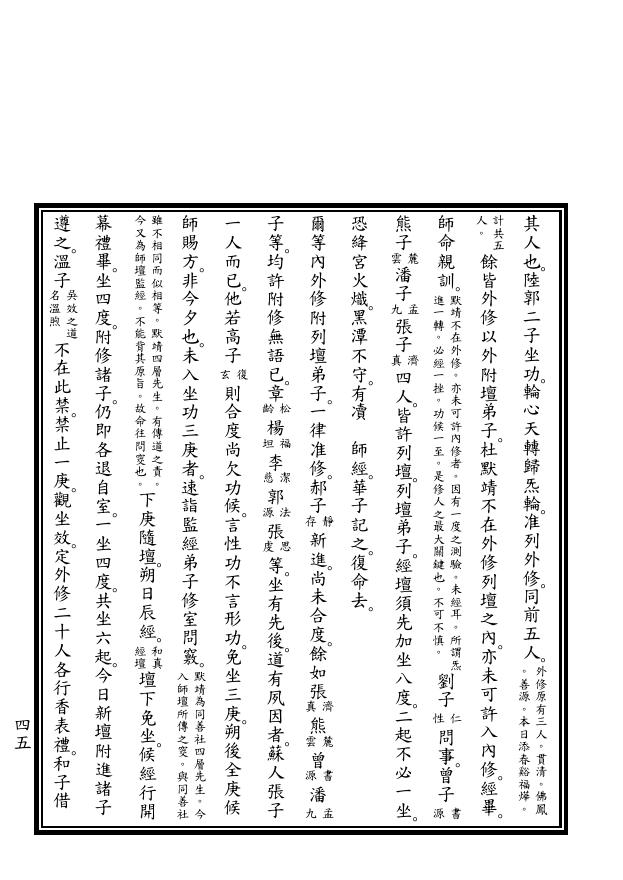 其人也。陸郭二子坐功。輪心天轉歸炁輪。准列外修。同前五人。外修原有三人。貫清。佛鳳。善源。本日添春谿福燁。
計共五人。餘皆外修以外附壇弟子。杜默靖不在外修列壇之內。亦未可許入內修。經畢。
師命親訓。默靖不在外修。亦未可許內修者。因有一度之測驗。未經耳。所謂炁進一轉。必經一挫。功候一至。是修人之最大關鍵也。不可不慎。劉子仁性問事。曾子書源
熊子麓雲潘子孟九張子濟真四人。皆許列壇。列壇弟子。經壇須先加坐八度。二起不必一坐。
恐絳宮火熾。黑潭不守。有瀆　師經。華子記之。復命去。
爾等內外修附列壇弟子。一律准修。郝子靜存新進。尚未合度。餘如張濟真熊麓雲曾書源潘孟九
子等。均許附修無語已。章松齡楊福坦李潔慈郭法源張思虔等。坐有先後。道有夙因者。蘇人張子
一人而已。他若高子復玄則合度尚欠功候。言性功不言形功。免坐三庚。朔後全庚候
師賜方。非今夕也。未入坐功三庚者。速詣監經弟子修室問竅。默靖為同善社四層先生。今入師壇所傳之窔。與同善社
雖不相同而似相等。默靖四層先生。有傳道之責。今又為師壇監經。不能背其原旨。故命往問窔也。下庚隨壇。朔日辰經。和真經壇壇下免坐。候經行開
幕禮畢。坐四度。附修諸子。仍即各退自室。一坐四度。共坐六起。今日新壇附進諸子
遵之。溫子吳效之道名溫煦不在此禁。禁止一庚。觀坐效。定外修二十人各行香表禮。和子借
四五